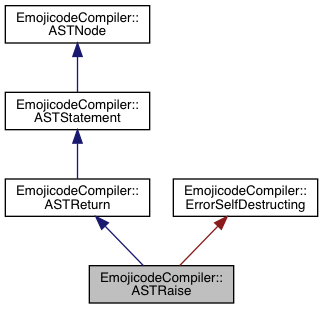 EmojicodeCompiler::
ASTNode
EmojicodeCompiler::
ASTStatement
EmojicodeCompiler::
ASTReturn
EmojicodeCompiler::
ErrorSelfDestructing
EmojicodeCompiler::
ASTRaise